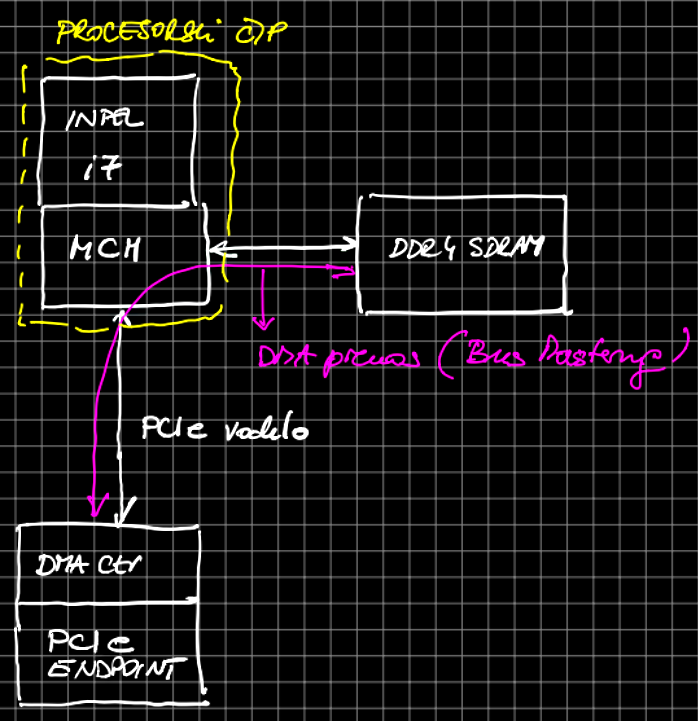 PROCESORSKI ČIP
INTEL
i7
MCH
DDR4 SDRAM
DMA prenos (Bus Mastering)
PCIe vodilo
DMA Ctr
PCIe
ENDPOINT